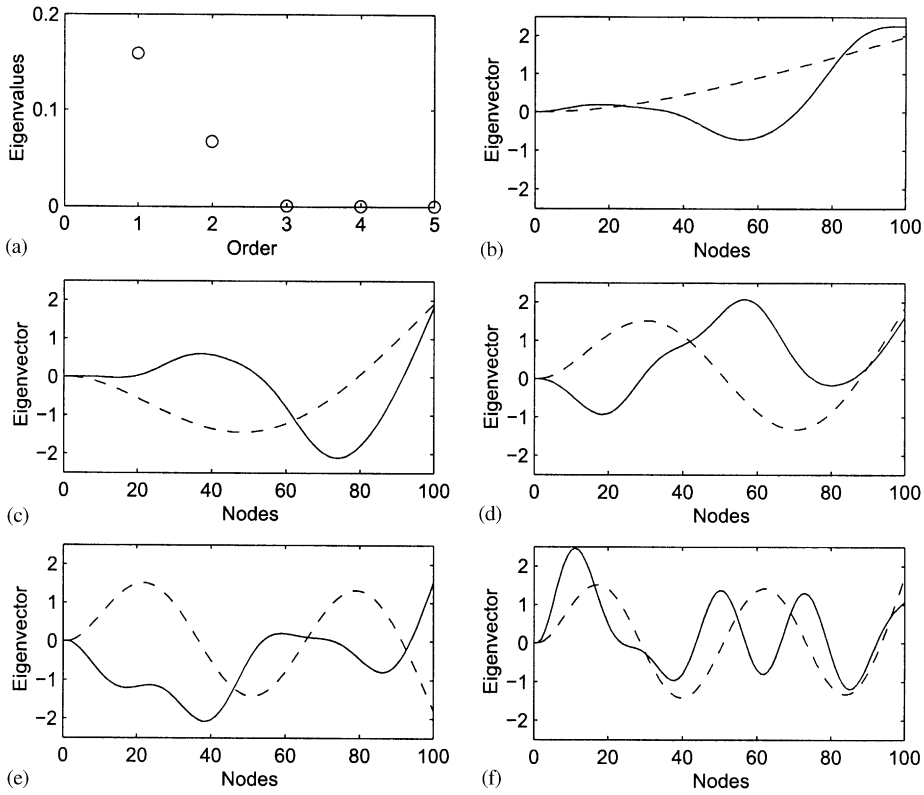 0.2
0.1
0
Eigenvalues
0 1 2 3 4 5
Order
(a)
2
1
0
−1
−2
Eigenvector
0 20 40 60 80 100
Nodes
(b)
2
1
0
−1
−2
Eigenvector
0 20 40 60 80 100
Nodes
(c)
2
1
0
−1
−2
Eigenvector
0 20 40 60 80 100
Nodes
(d)
2
1
0
−1
−2
Eigenvector
0 20 40 60 80 100
Nodes
(e)
2
1
0
−1
−2
Eigenvector
0 20 40 60 80 100
Nodes
(f)